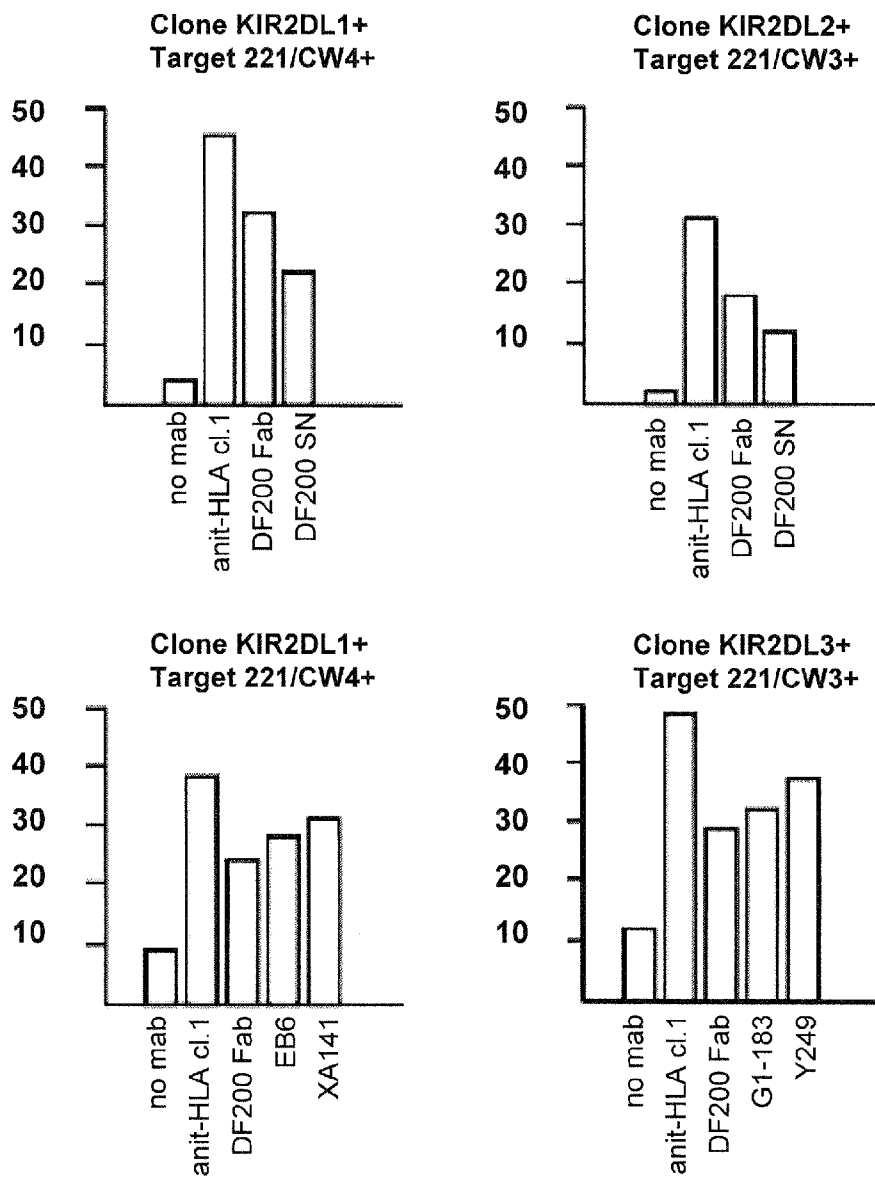 Clone KIR2DL1+
Target 221/CW4+
50
40
30
20
10
no mab
anit-HLA cl.1
DF200 Fab
DF200 SN
Clone KIR2DL2+
Target 221/CW3+
50
40
30
20
10
no mab
anit-HLA cl.1
DF200 Fab
DF200 SN
Clone KIR2DL1+
Target 221/CW4+
50
40
30
20
10
no mab
anit-HLA cl.1
DF200 Fab
EB6
XA141
Clone KIR2DL3+
Target 221/CW3+
50
40
30
20
10
no mab
anit-HLA cl.1
DF200 Fab
G1-183
Y249